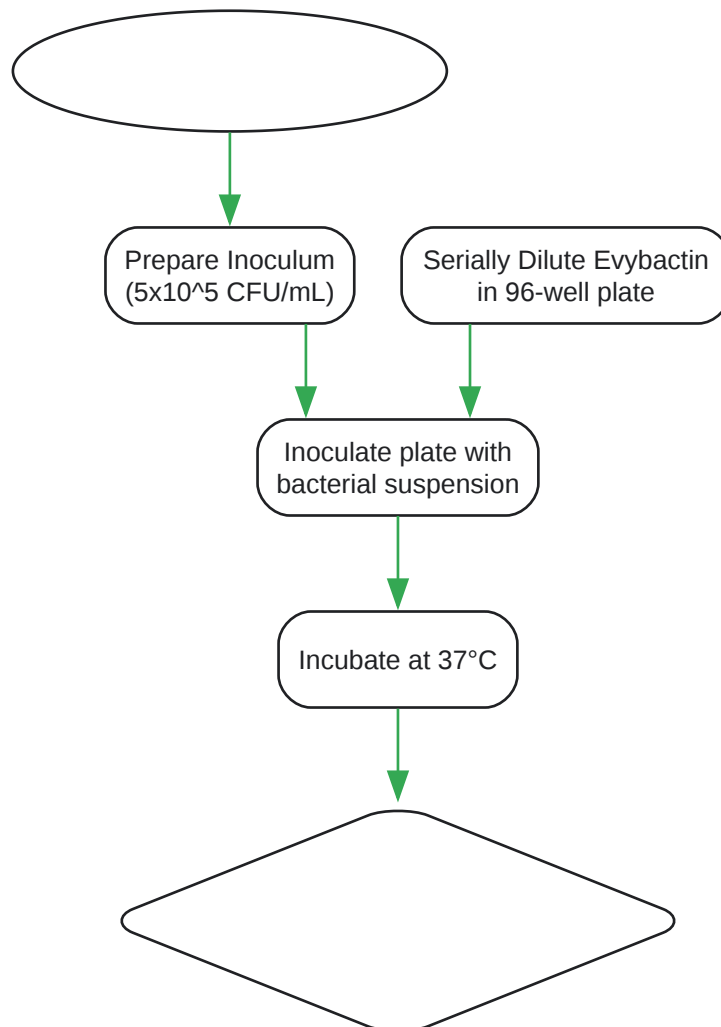 Prepare Inoculum
(5x10^5 CFU/mL)
Serially Dilute Evybactin
in 96-well plate
Inoculate plate with
bacterial suspension
Incubate at 37°C